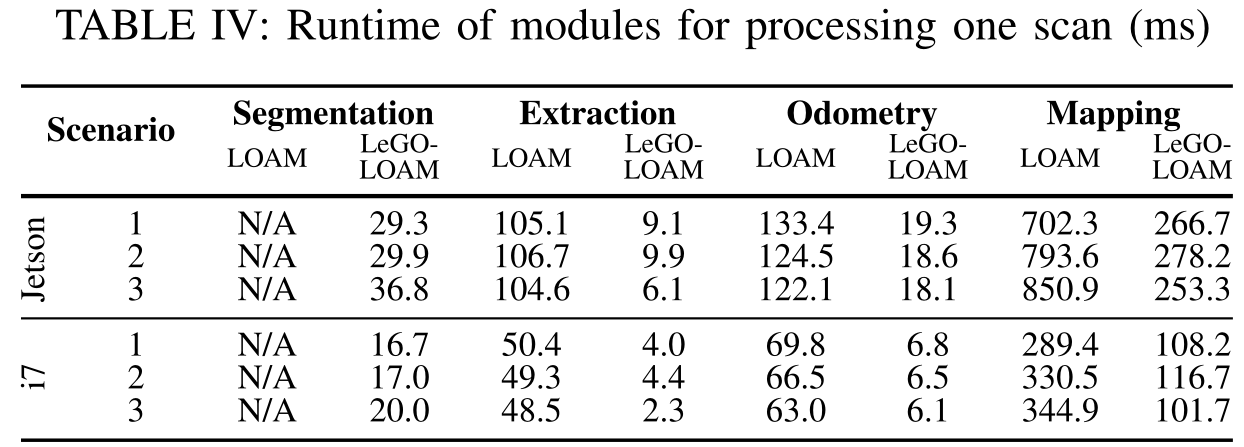 TABLE IV: Runtime of modules for processing one scan (ms)
Scenario Segmentation Extraction Odometry Mapping
LOAM LeGO-LOAM LOAM LeGO-LOAM LOAM LeGO-LOAM LOAM LeGO-LOAM
Jetson
1 N/A 29.3 105.1 9.1 133.4 19.3 702.3 266.7
2 N/A 29.9 106.7 9.9 124.5 18.6 793.6 278.2
3 N/A 36.8 104.6 6.1 122.1 18.1 850.9 253.3
i7
1 N/A 16.7 50.4 4.0 69.8 6.8 289.4 108.2
2 N/A 17.0 49.3 4.4 66.5 6.5 330.5 116.7
3 N/A 20.0 48.5 2.3 63.0 6.1 344.9 101.7